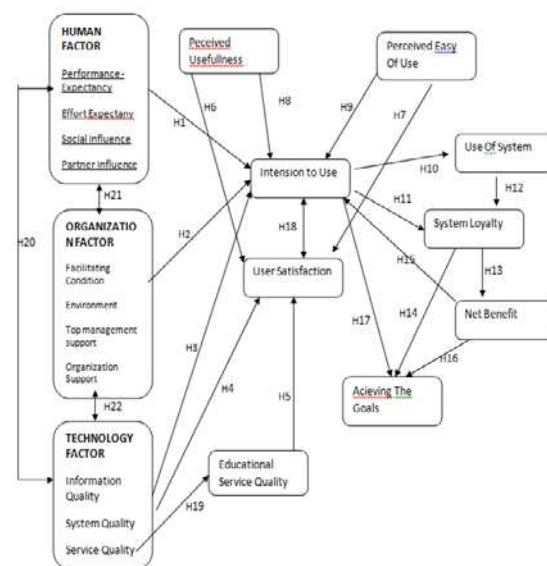 HUMAN
FACTOR
Performance-
Expectancy
Effort Expectany
Social Influence
Partner Influence
H21
ORGANIZATIO
N FACTOR
Facilitating
Condition
Environment
Top management
support
Organization
Support
H22
TECHNOLOGY
FACTOR
Information
Quality
System Quality
Service Quality
H20
Perceived
Usefullness
Perceived Easy
Of Use
H6
H8
H9
H7
H1
Intension to Use
H10
Use Of System
H12
H11
System Loyalty
H2
H18
User Satisfaction
H15
H13
H17
H14
Net Benefit
H16
H3
H4
H5
Acieving The
Goals
Educational
Service Quality
H19